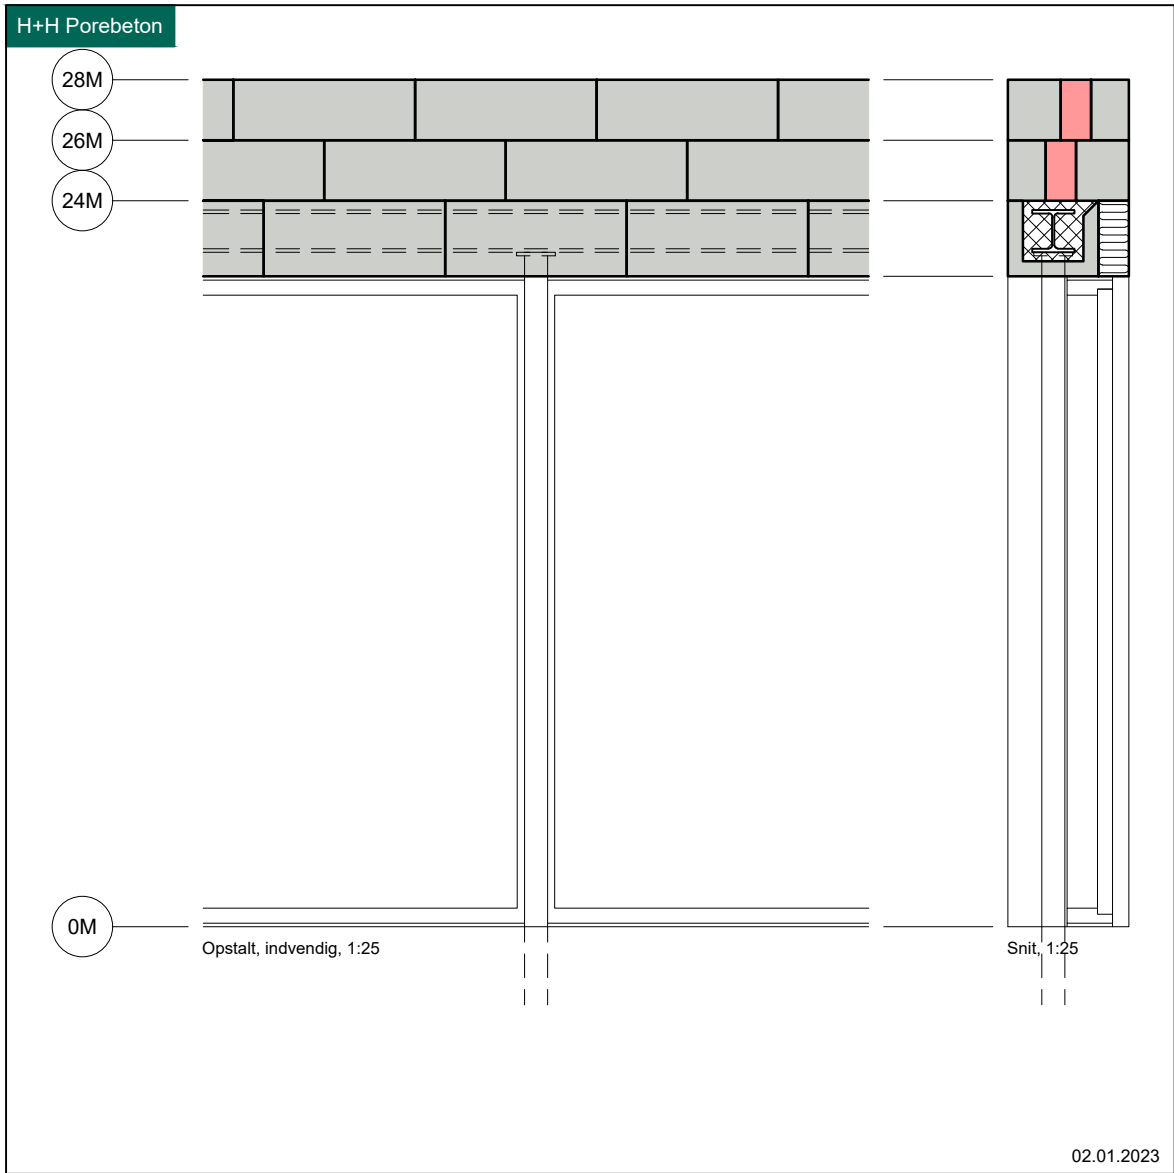 H+H Porebeton
28M
26M
24M
0M
Opstalt, indvendig, 1:25
Snit, 1:25
02.01.2023